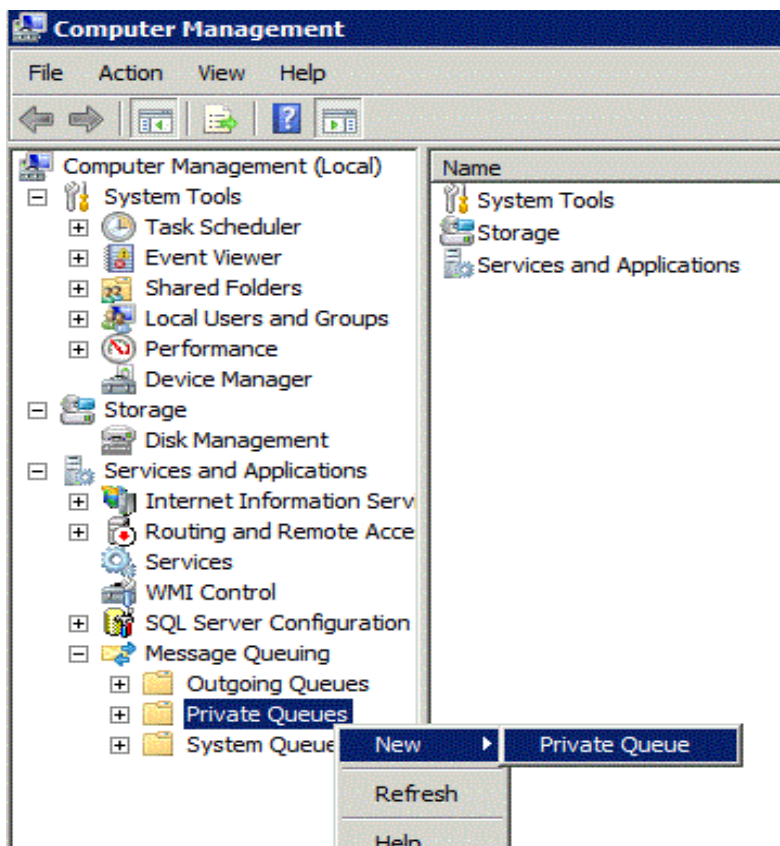 Computer Management
File Action View Help
Computer Management (Local)
System Tools
Task Scheduler
Event Viewer
Shared Folders
Local Users and Groups
Performance
Device Manager
Storage
Disk Management
Services and Applications
Internet Information Serv
Routing and Remote Acce
Services
WMI Control
SQL Server Configuration
Message Queuing
Outgoing Queues
Private Queues
System Queue
Name
System Tools
Storage
Services and Applications
New
Refresh
Help
Private Queue